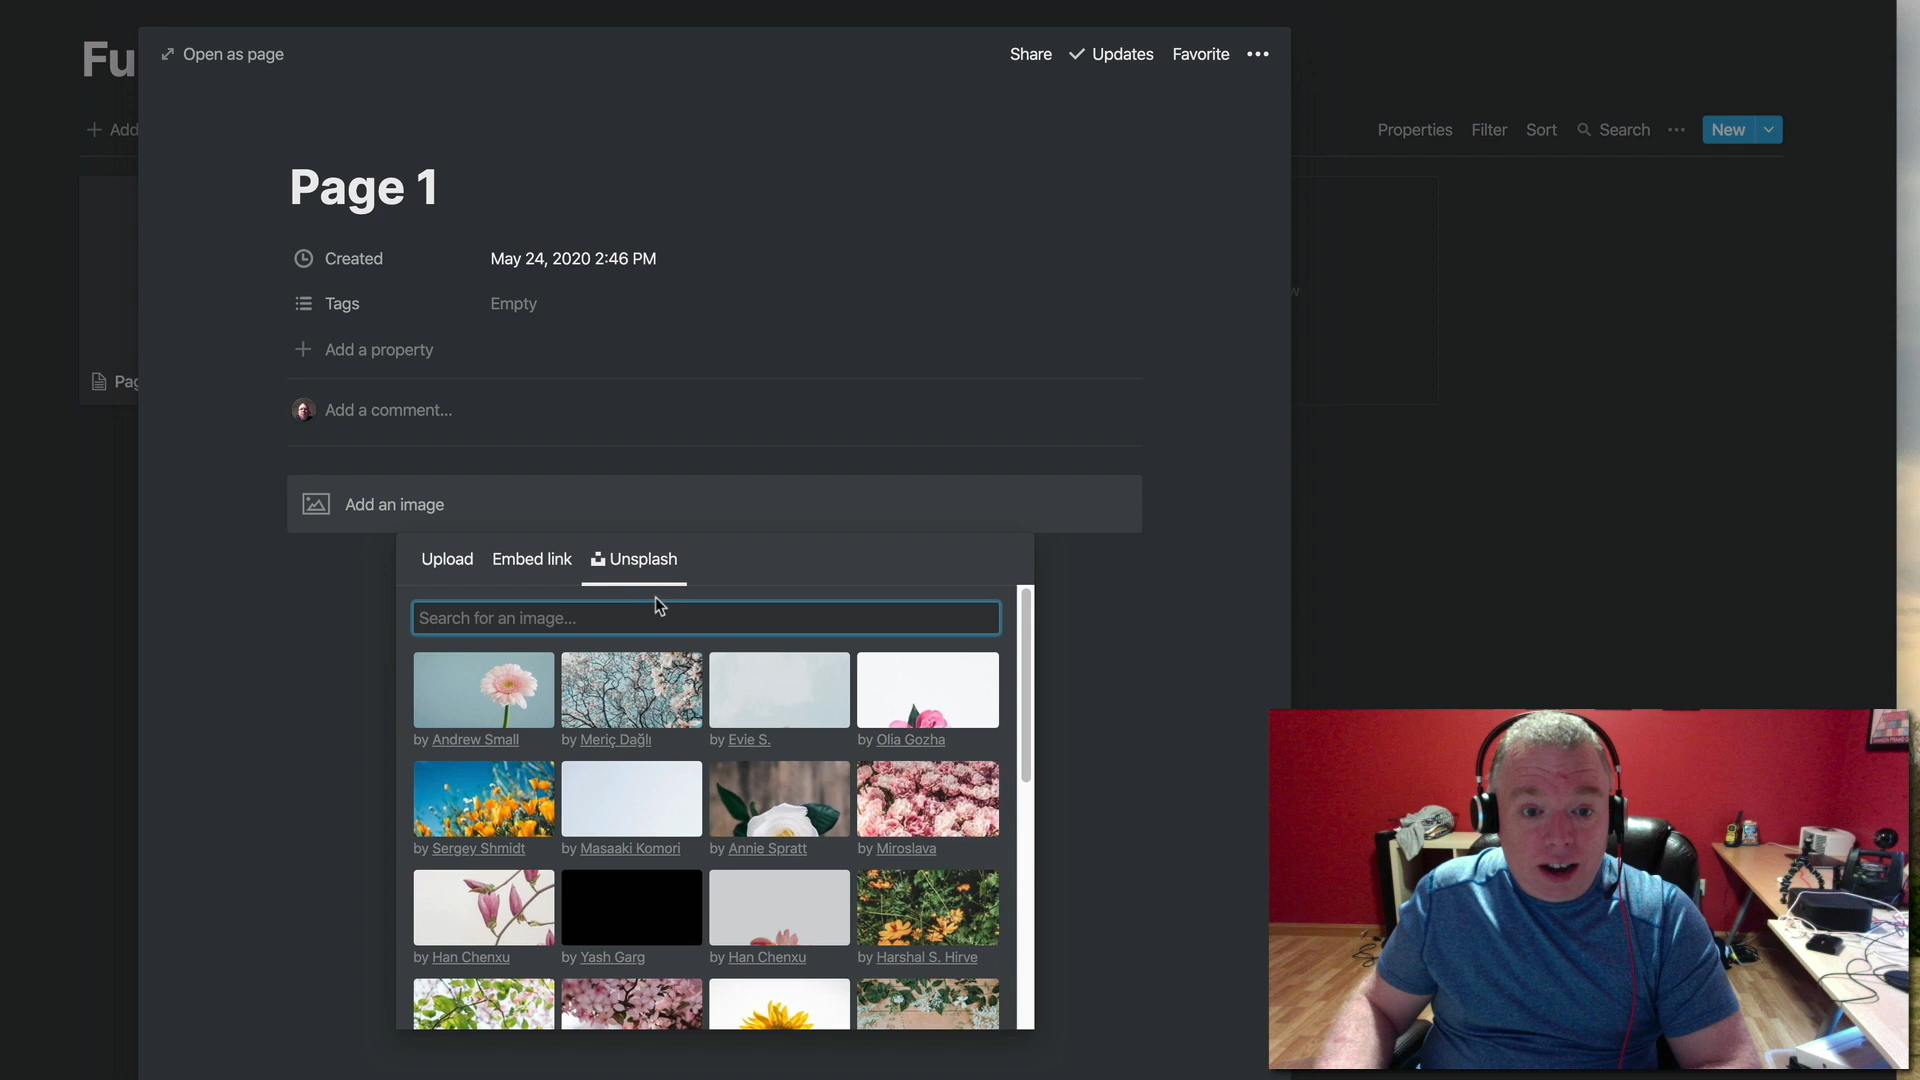 Fu
Open as page
Share
Updates
Favorite
Add
Properties
Filter
Sort
Search
New
Page 1
Created
May 24, 2020 2:46 PM
Tags
Empty
Add a property
Pag
Add a comment...
Add an image
Upload
Embed link
Unsplash
Search for an image...
by Andrew Small
by Meriç Dağlı
by Evie S.
by Olia Gozha
by Sergey Shmidt
by Masaaki Komori
by Annie Spratt
by Miroslava
by Han Chenxu
by Yash Garg
by Han Chenxu
by Harshal S. Hirve